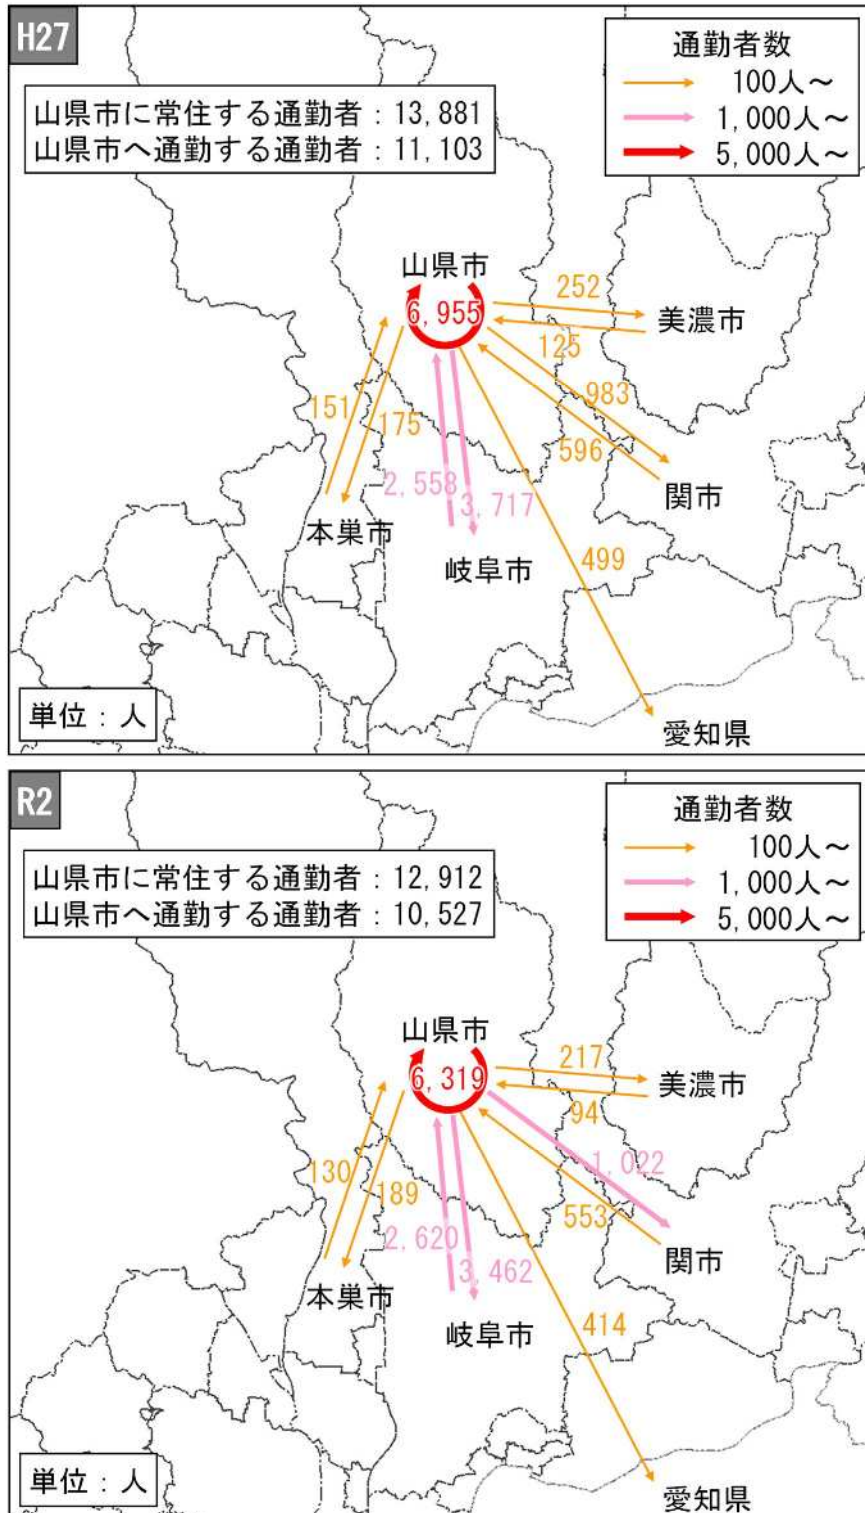 H27
通勤者数
100人～
1,000人～
5,000人～
山県市に常住する通勤者：13,881
山県市へ通勤する通勤者：11,103
山県市
6,955
252
美濃市
125
151
175
983
596
2,558
3,717
関市
本巣市
岐阜市
499
単位：人
愛知県
R2
通勤者数
100人～
1,000人～
5,000人～
山県市に常住する通勤者：12,912
山県市へ通勤する通勤者：10,527
山県市
6,319
217
美濃市
94
130
189
1,022
553
2,620
3,462
関市
本巣市
岐阜市
414
単位：人
愛知県